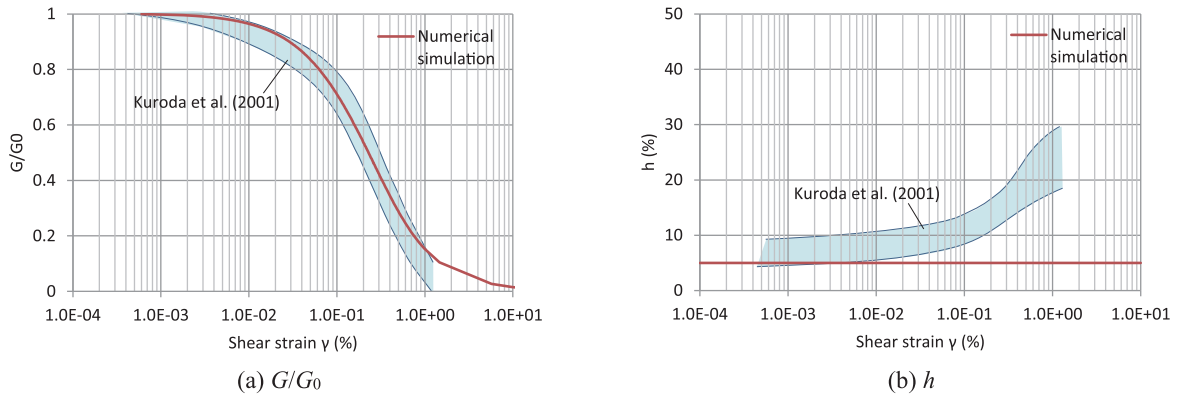 1
0.8
0.6
0.4
0.2
0
G/G0
Numerical
simulation
Kuroda et al. (2001)
1.0E-04 1.0E-03 1.0E-02 1.0E-01 1.0E+00 1.0E+01
Shear strain γ (%)
(a) G/G₀
50
40
30
20
10
0
h (%)
Numerical
simulation
Kuroda et al. (2001)
1.0E-04 1.0E-03 1.0E-02 1.0E-01 1.0E+00 1.0E+01
Shear strain γ (%)
(b) h